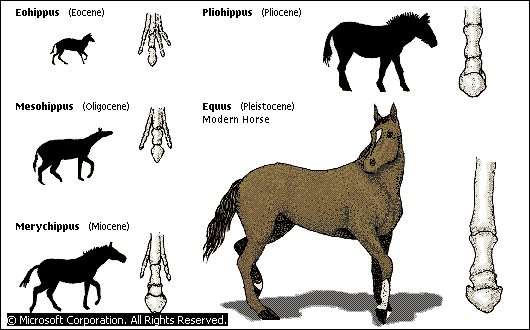 Eohippus (Eocene)
Mesohippus (Oligocene)
Merychippus (Miocene)
Pliohippus (Pliocene)
Equus (Pleistocene)
Modern Horse
© Microsoft Corporation. All Rights Reserved.